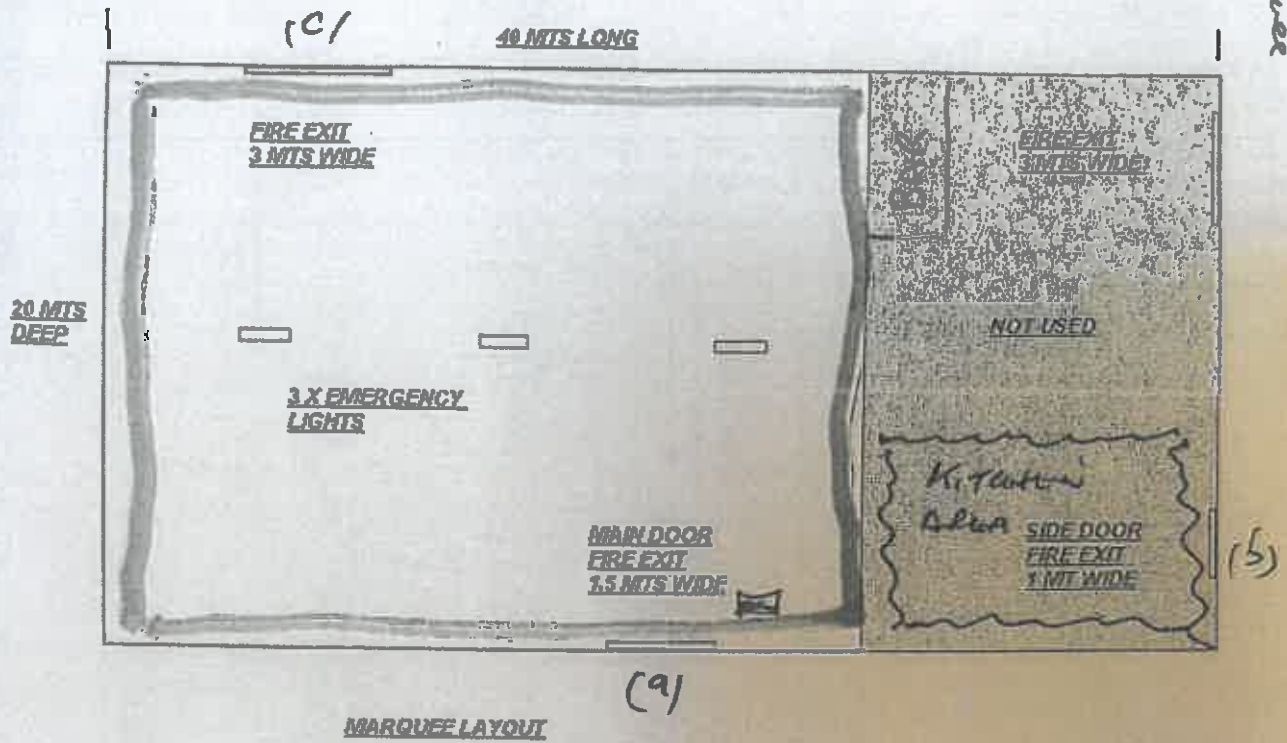 (C)
40 MTS LONG
FIRE EXIT
3 MTS WIDE
FIRE EXIT
3 MTS WIDE
20 MTS
DEEP
NOT USED
3 X EMERGENCY
LIGHTS
Kitchen
Area
MAIN DOOR
FIRE EXIT
1.5 MTS WIDE
SIDE DOOR
FIRE EXIT
1 MT WIDE
(b)
(a)
MARQUEE LAYOUT